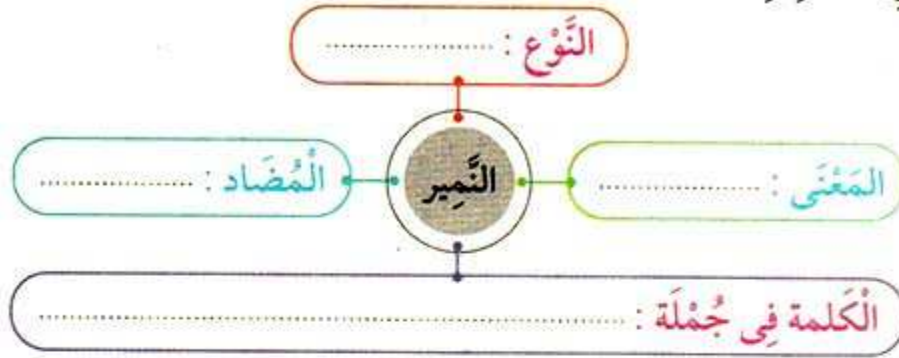 النَّوْع : ......................
المَعْنَى : ..................
النَّمِير
الْمُضَاد : ......................
الْكَلمة فِى جُمْلَة : ..............................................................................